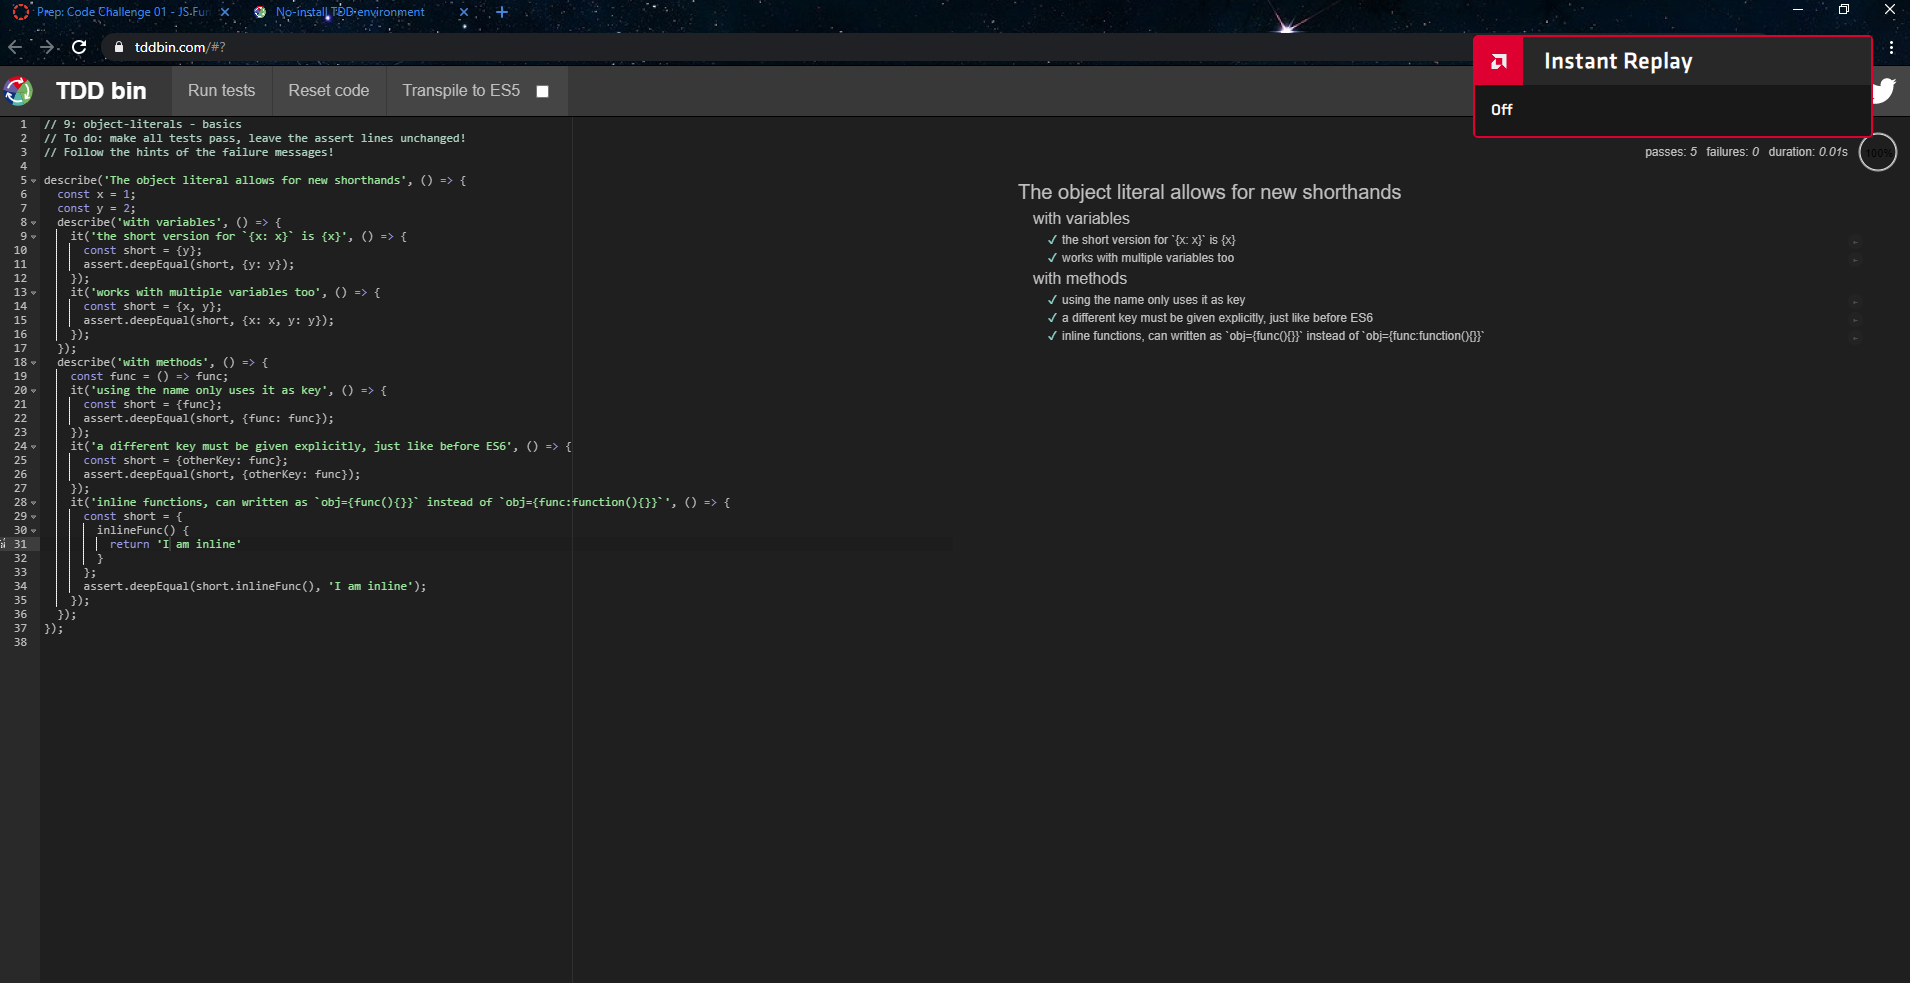 Prep: Code Challenge 01 - JS Fun
No-install TDD environment
tddbin.com/#?
Instant Replay
Off
TDD bin
Run tests
Reset code
Transpile to ES5
1 // 9: object-literals - basics
2 // To do: make all tests pass, leave the assert lines unchanged!
3 // Follow the hints of the failure messages!
4
5 describe('The object literal allows for new shorthands', () => {
6 const x = 1;
7 const y = 2;
8 describe('with variables', () => {
9 it('the short version for `{x: x}` is {x}', () => {
10 const short = {y};
11 assert.deepEqual(short, {y: y});
12 });
13 it('works with multiple variables too', () => {
14 const short = {x, y};
15 assert.deepEqual(short, {x: x, y: y});
16 });
17 });
18 describe('with methods', () => {
19 const func = () => func;
20 it('using the name only uses it as key', () => {
21 const short = {func};
22 assert.deepEqual(short, {func: func});
23 });
24 it('a different key must be given explicitly, just like before ES6', () => {
25 const short = {otherKey: func};
26 assert.deepEqual(short, {otherKey: func});
27 });
28 it('inline functions, can written as `obj={func(){}}` instead of `obj={func:function(){}}`', () => {
29 const short = {
30 inlineFunc() {
31 return 'I am inline'
32 }
33 };
34 assert.deepEqual(short.inlineFunc(), 'I am inline');
35 });
36 });
37 });
38
passes: 5 failures: 0 duration: 0.01s 100%
The object literal allows for new shorthands
with variables
✓ the short version for `{x: x}` is {x}
✓ works with multiple variables too
with methods
✓ using the name only uses it as key
✓ a different key must be given explicitly, just like before ES6
✓ inline functions, can written as `obj={func(){}}` instead of `obj={func:function(){}}`